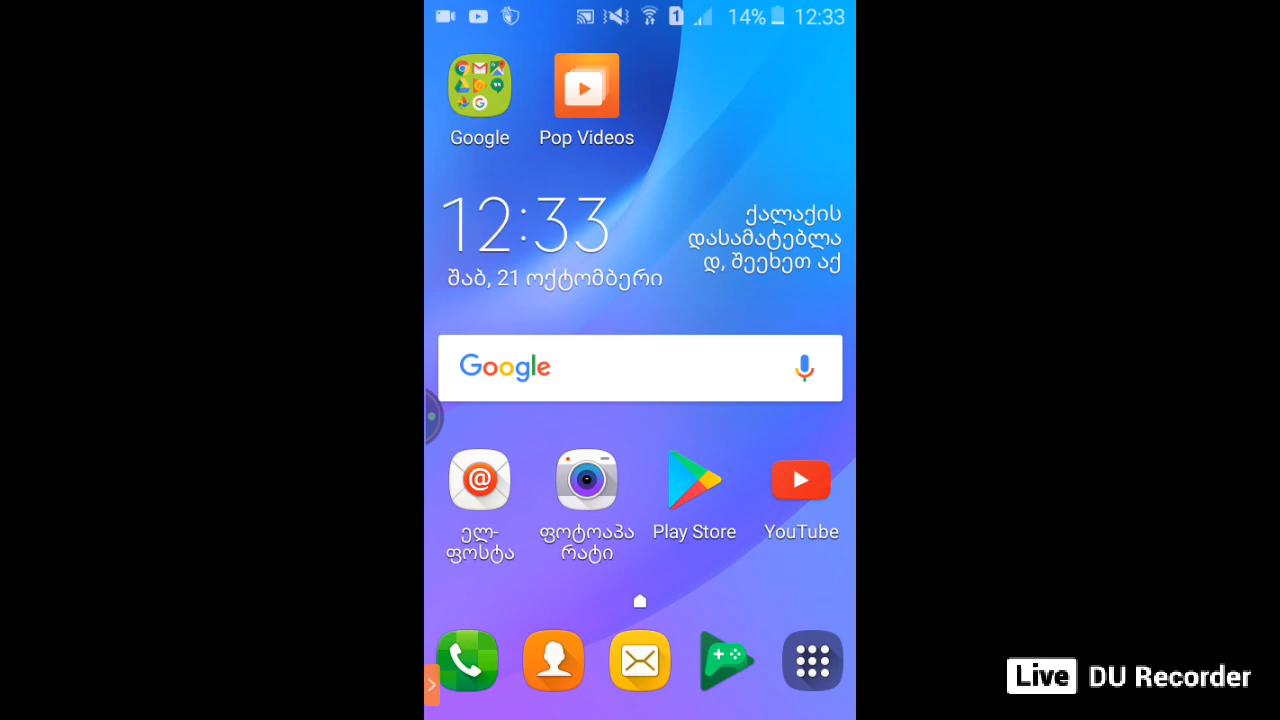 1 14% 12:33
Google Pop Videos
12:33
შაბ, 21 ოქტომბერი
ქალაქის
დასამატებლა
დ, შეეხეთ აქ
Google
ელ-
ფოსტა
ფოტოაპა
რატი
Play Store
YouTube
Live DU Recorder